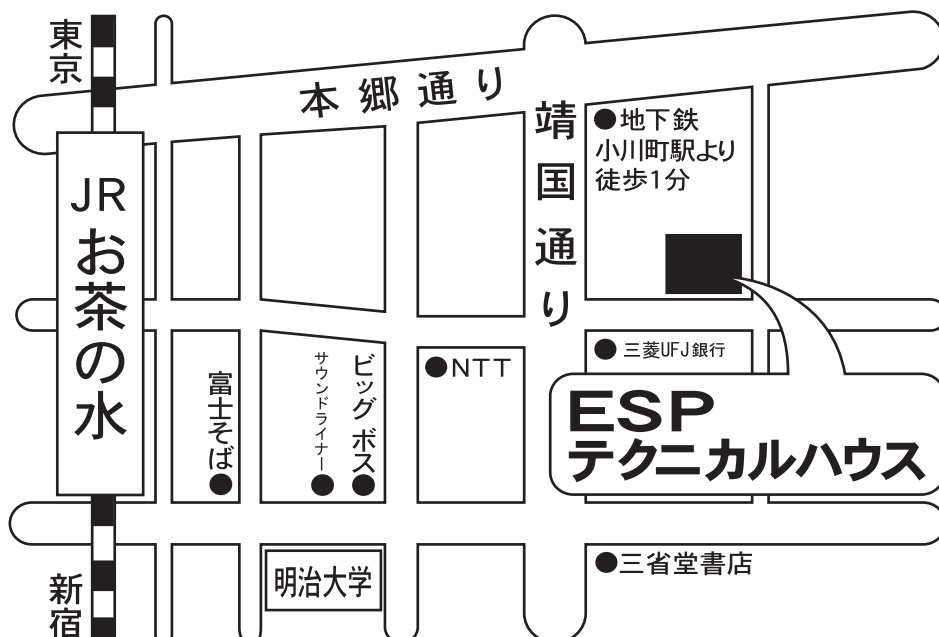 東京
本郷通り
靖国通り
●地下鉄
小川町駅より
徒歩1分
JR
お茶の水
富士そば
サウンドライナー
ビッグボス
●NTT
●三菱UFJ銀行
ESP
テクニカルハウス
明治大学
●三省堂書店
新宿